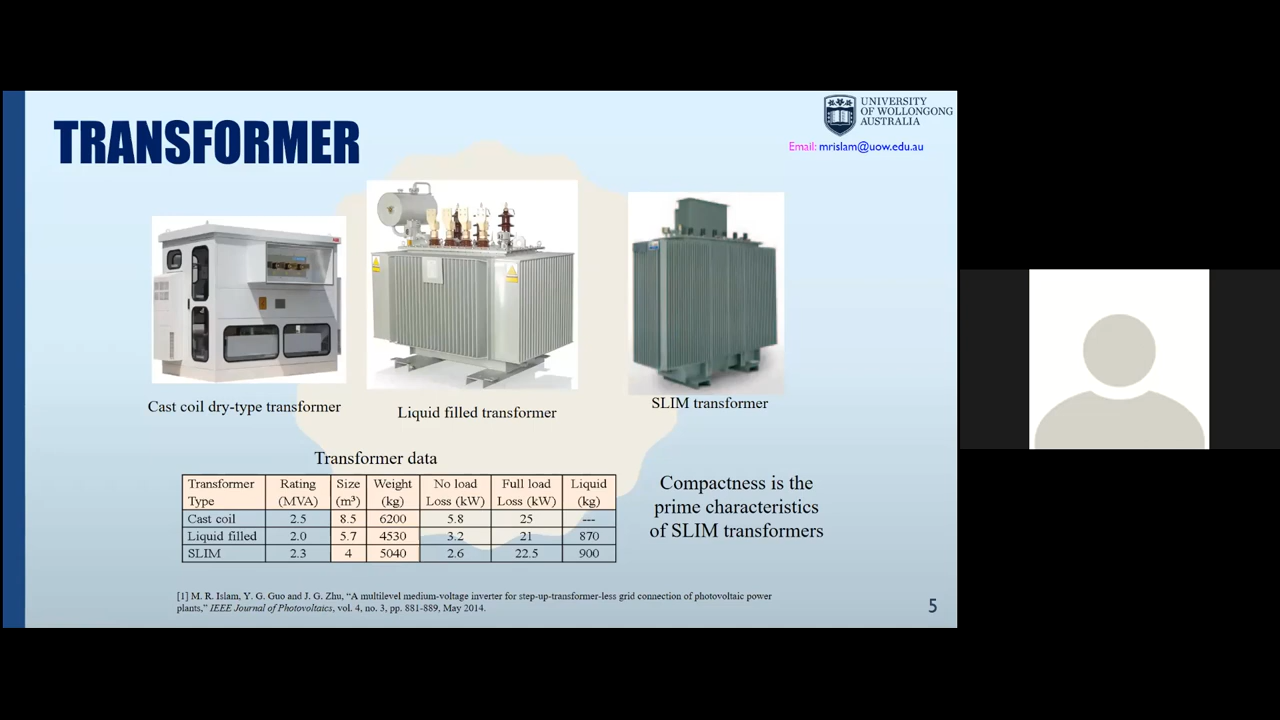 TRANSFORMER
UNIVERSITY
OF WOLLONGONG
AUSTRALIA
Email: mrislam@uow.edu.au
Cast coil dry-type transformer
Liquid filled transformer
SLIM transformer
Transformer data
Transformer Type Rating (MVA) Size (m³) Weight (kg) No load Loss (kW) Full load Loss (kW) Liquid (kg)
Cast coil 2.5 8.5 6200 5.8 25 ---
Liquid filled 2.0 5.7 4530 3.2 21 870
SLIM 2.3 4 5040 2.6 22.5 900
Compactness is the
prime characteristics
of SLIM transformers
[1] M. R. Islam, Y. G. Guo and J. G. Zhu, “A multilevel medium-voltage inverter for step-up-transformer-less grid connection of photovoltaic power
plants,” IEEE Journal of Photovoltaics, vol. 4, no. 3, pp. 881-889, May 2014.
5